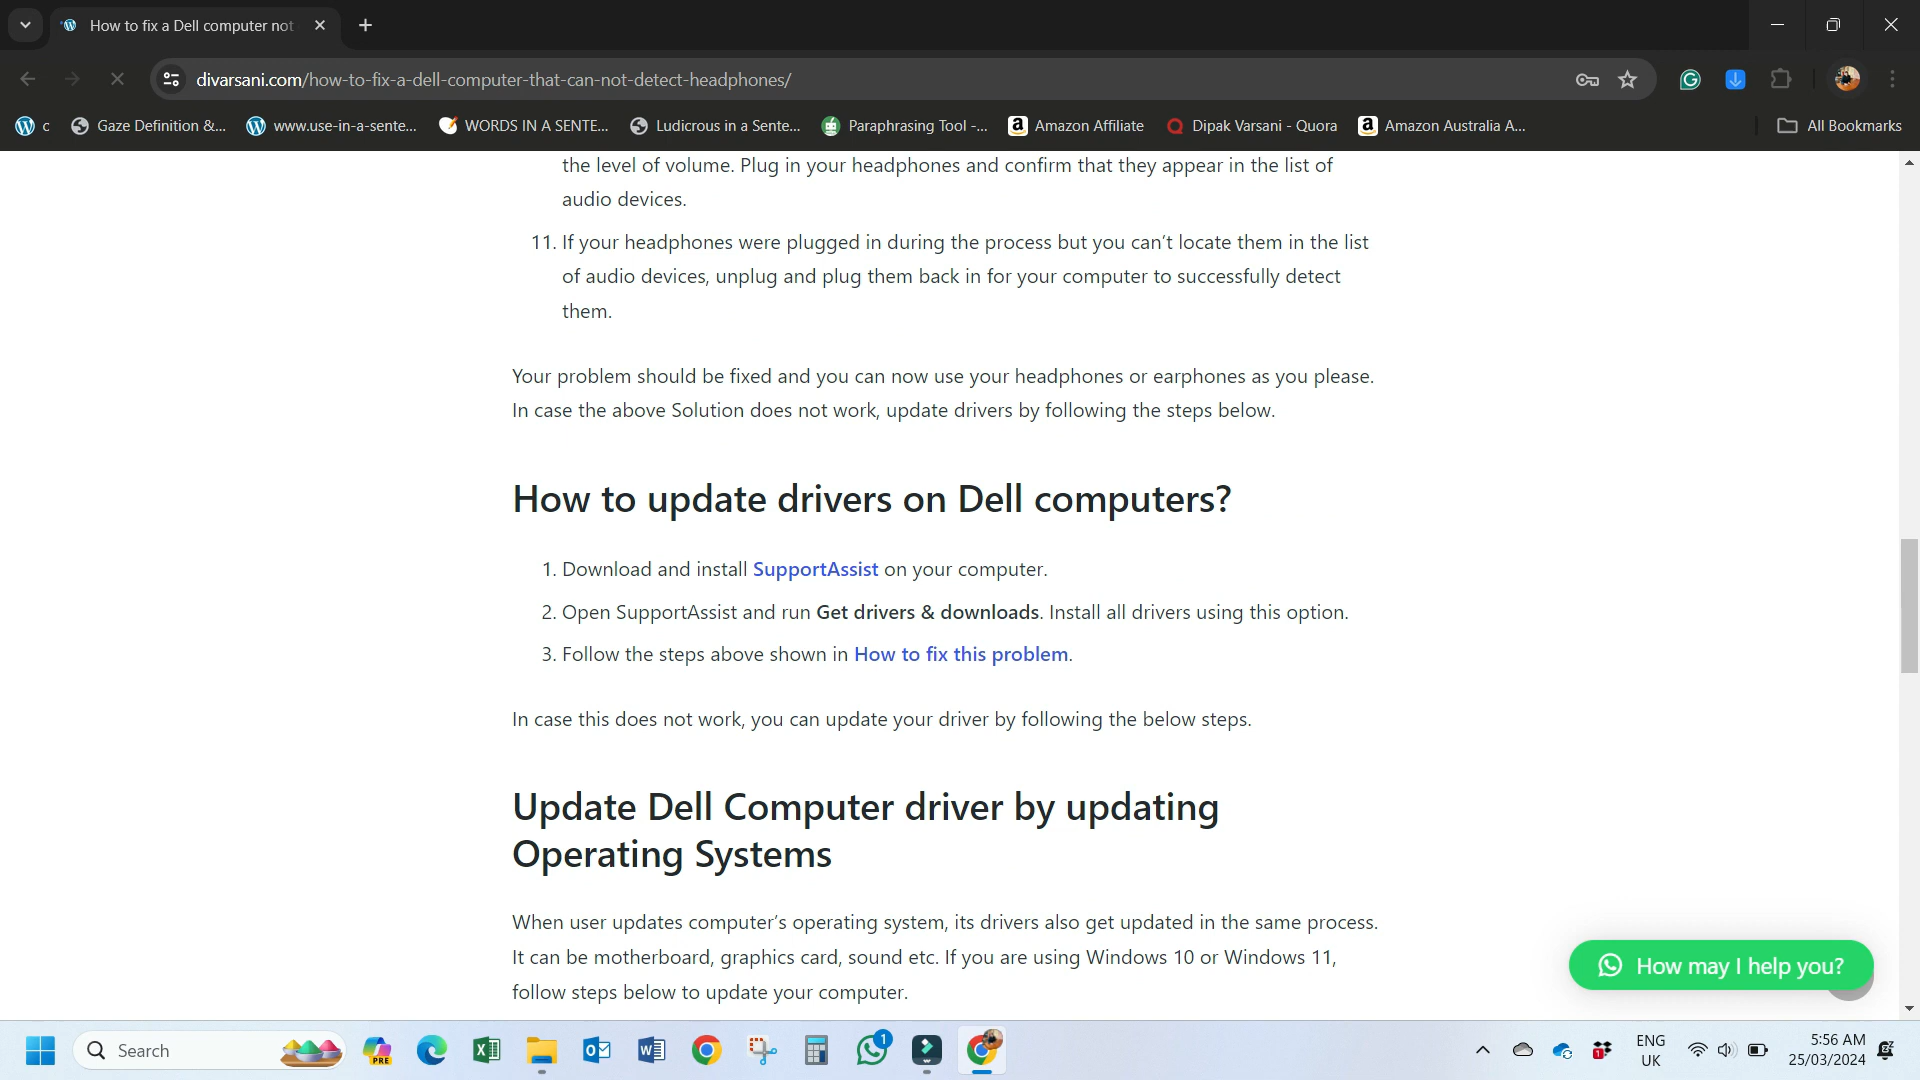 How to fix a Dell computer not
divarsani.com/how-to-fix-a-dell-computer-that-can-not-detect-headphones/
c
Gaze Definition &...
www.use-in-a-sente...
WORDS IN A SENTE...
Ludicrous in a Sente...
Paraphrasing Tool -...
Amazon Affiliate
Dipak Varsani - Quora
Amazon Australia A...
All Bookmarks
the level of volume. Plug in your headphones and confirm that they appear in the list of
audio devices.
11. If your headphones were plugged in during the process but you can't locate them in the list
of audio devices, unplug and plug them back in for your computer to successfully detect
them.
Your problem should be fixed and you can now use your headphones or earphones as you please.
In case the above Solution does not work, update drivers by following the steps below.
How to update drivers on Dell computers?
1. Download and install SupportAssist on your computer.
2. Open SupportAssist and run Get drivers & downloads. Install all drivers using this option.
3. Follow the steps above shown in How to fix this problem.
In case this does not work, you can update your driver by following the below steps.
Update Dell Computer driver by updating
Operating Systems
When user updates computer's operating system, its drivers also get updated in the same process.
It can be motherboard, graphics card, sound etc. If you are using Windows 10 or Windows 11,
follow steps below to update your computer.
How may I help you?
Search
PRE
1
1
ENG
UK
5:56 AM
25/03/2024